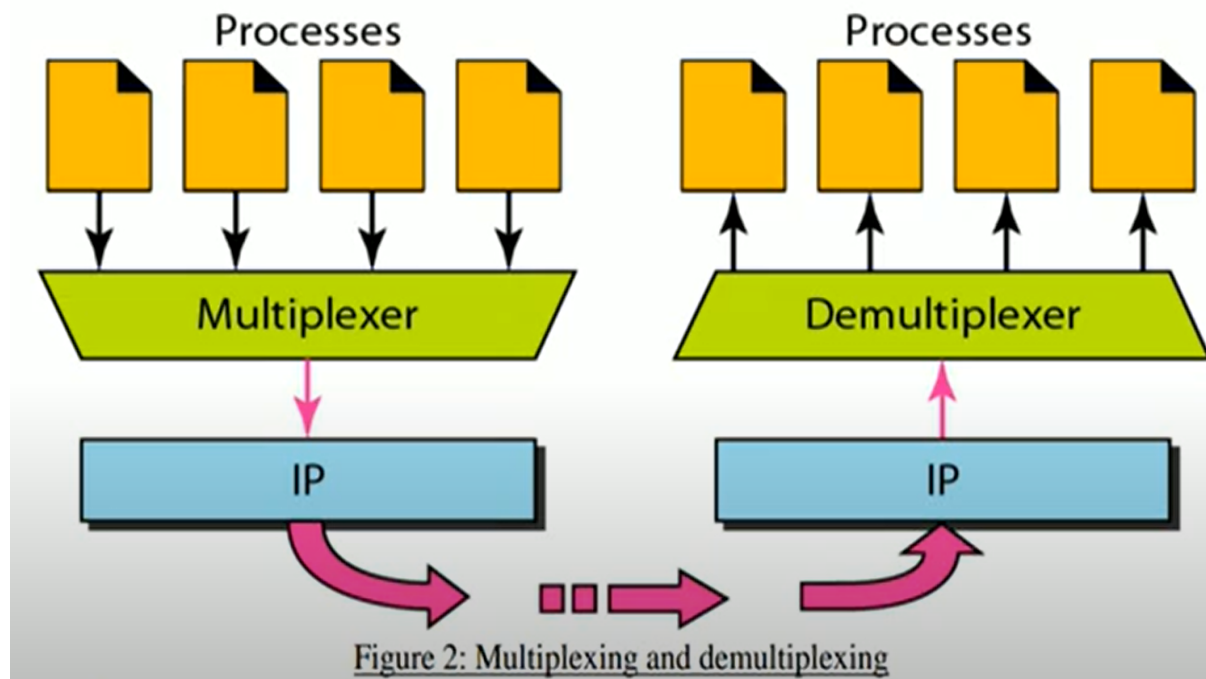 Processes
Processes
Multiplexer
Demultiplexer
IP
IP
Figure 2: Multiplexing and demultiplexing